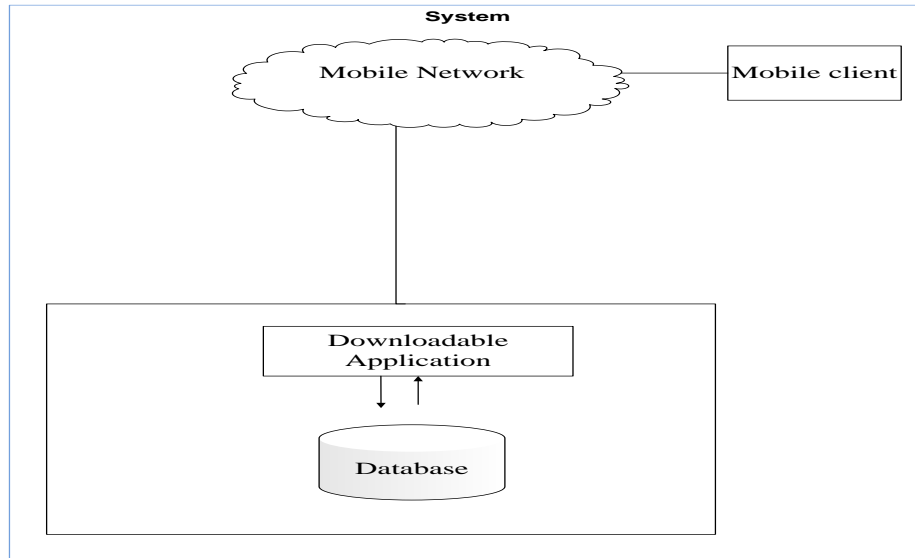 System
Mobile Network
Mobile client
Downloadable
Application
Database